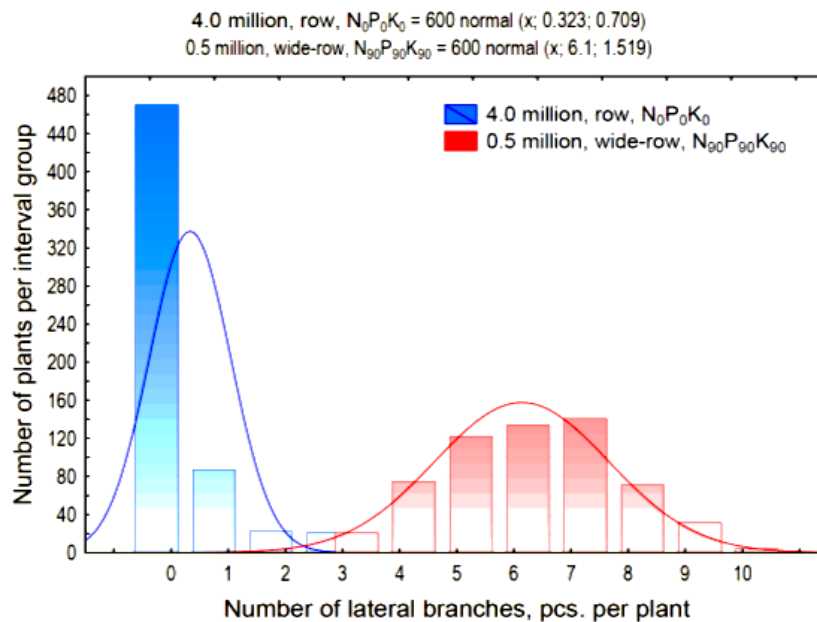 4.0 million, row, N₀P₀K₀ = 600 normal (x; 0.323; 0.709)
0.5 million, wide-row, N₉₀P₉₀K₉₀ = 600 normal (x; 6.1; 1.519)
4.0 million, row, N₀P₀K₀
0.5 million, wide-row, N₉₀P₉₀K₉₀
Number of plants per interval group
480
440
400
360
320
280
240
200
160
120
80
40
0
0 1 2 3 4 5 6 7 8 9 10
Number of lateral branches, pcs. per plant